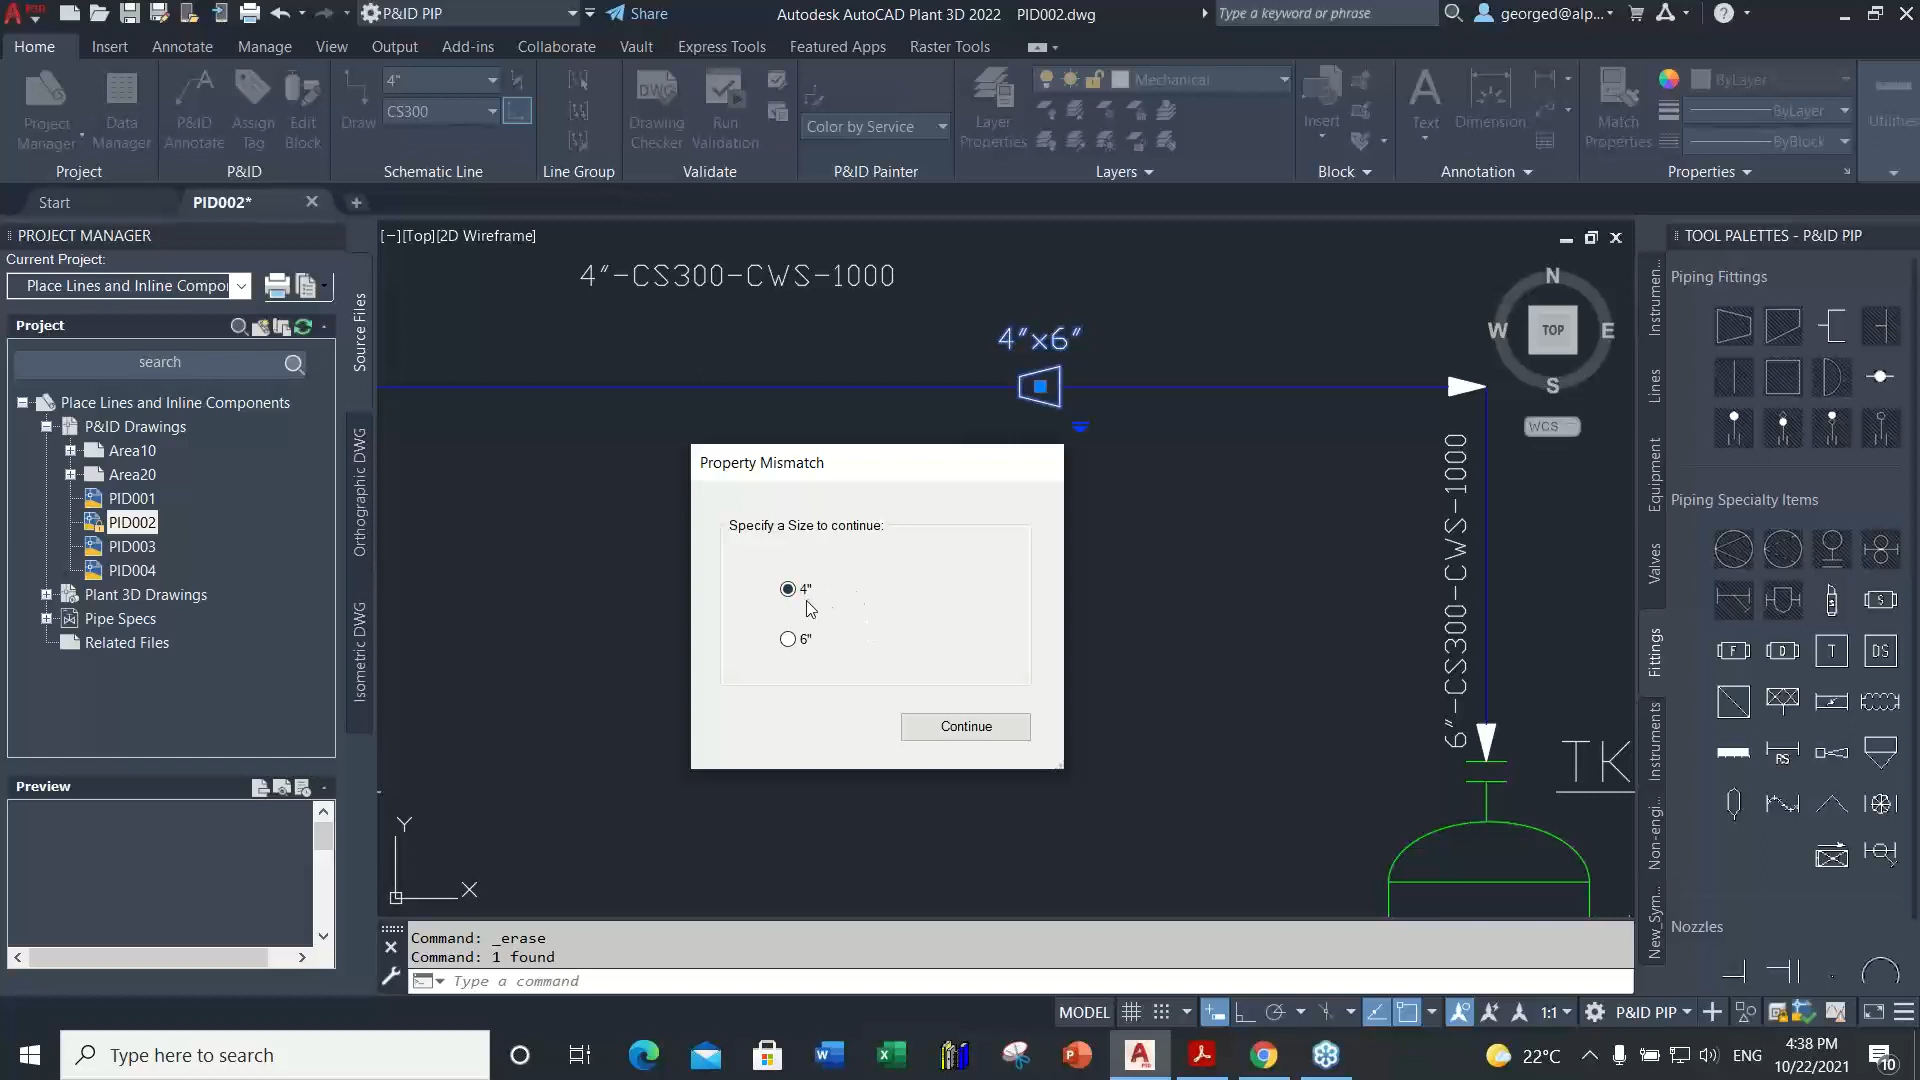 P&ID PIP
Share
Autodesk AutoCAD Plant 3D 2022 PID002.dwg
Type a keyword or phrase
georged@alp...
Home Insert Annotate Manage View Output Add-ins Collaborate Vault Express Tools Featured Apps Raster Tools
4"
CS300
Project Manager
Data Manager
Project
P&ID Annotate
Assign Tag
Edit Block
P&ID
Draw
Schematic Line
Line Group
DWG
Drawing Checker
Run Validation
Validate
Color by Service
P&ID Painter
Layer Properties
Mechanical
Layers
Insert
Block
Text
Dimension
Annotation
Match Properties
ByLayer
ByLayer
ByBlock
Properties
Utilities
Start
PID002*
PROJECT MANAGER
Current Project:
Place Lines and Inline Compo
Project
search
Place Lines and Inline Components
P&ID Drawings
Area10
Area20
PID001
PID002
PID003
PID004
Plant 3D Drawings
Pipe Specs
Related Files
Preview
Source Files
Orthographic DWG
Isometric DWG
[−][Top][2D Wireframe]
4"-CS300-CWS-1000
4"x6"
6"-CS300-CWS-1000
TK
Y
X
N
W
TOP
E
S
WCS
Property Mismatch
Specify a Size to continue:
4"
6"
Continue
Command: _erase
Command: 1 found
Type a command
TOOL PALETTES - P&ID PIP
Piping Fittings
Piping Specialty Items
F
D
T
DS
S
RS
Nozzles
Instrumen...
Lines
Equipment
Valves
Fittings
Instruments
Non-engi...
New_Sym...
MODEL
1:1
P&ID PIP
Type here to search
22°C
ENG
4:38 PM
10/22/2021
10